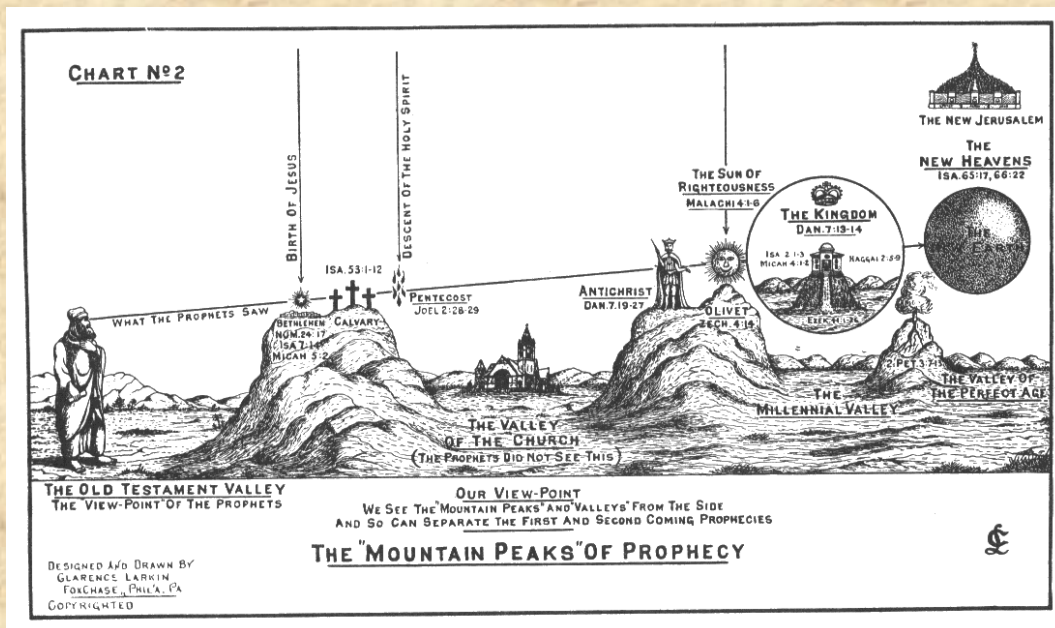 CHART Nº 2
BIRTH OF JESUS
DESCENT OF THE HOLY SPIRIT
THE NEW JERUSALEM
THE
NEW HEAVENS
ISA. 65:17, 66:22
THE SUN OF
RIGHTEOUSNESS
MALACHI 4:1-6
THE KINGDOM
DAN. 7:13-14
ISA 2:1-3
MICAH 4:1-2
HAGGAI 2:5-9
THE
EARTH
ISA. 53:1-12
WHAT THE PROPHETS SAW
BETHLEHEM
NUM. 24:17
ISA 7:14
MICAH 5:2
CALVARY
PENTECOST
JOEL 2:28-29
ANTICHRIST
DAN. 7.19-27
OLIVET
ZECH. 4:14
2.PET.3:7-13
THE VALLEY OF
THE PERFECT AGE
THE
MILLENNIAL VALLEY
THE VALLEY
OF THE CHURCH
(THE PROPHETS DID NOT SEE THIS)
THE OLD TESTAMENT VALLEY
THE "VIEW-POINT" OF THE PROPHETS
OUR VIEW-POINT
WE SEE THE "MOUNTAIN PEAKS" AND "VALLEYS" FROM THE SIDE
AND SO CAN SEPARATE THE FIRST AND SECOND COMING PROPHECIES
THE "MOUNTAIN PEAKS" OF PROPHECY
DESIGNED AND DRAWN BY
CLARENCE LARKIN
FOXCHASE, PHIL'A. PA
COPYRIGHTED